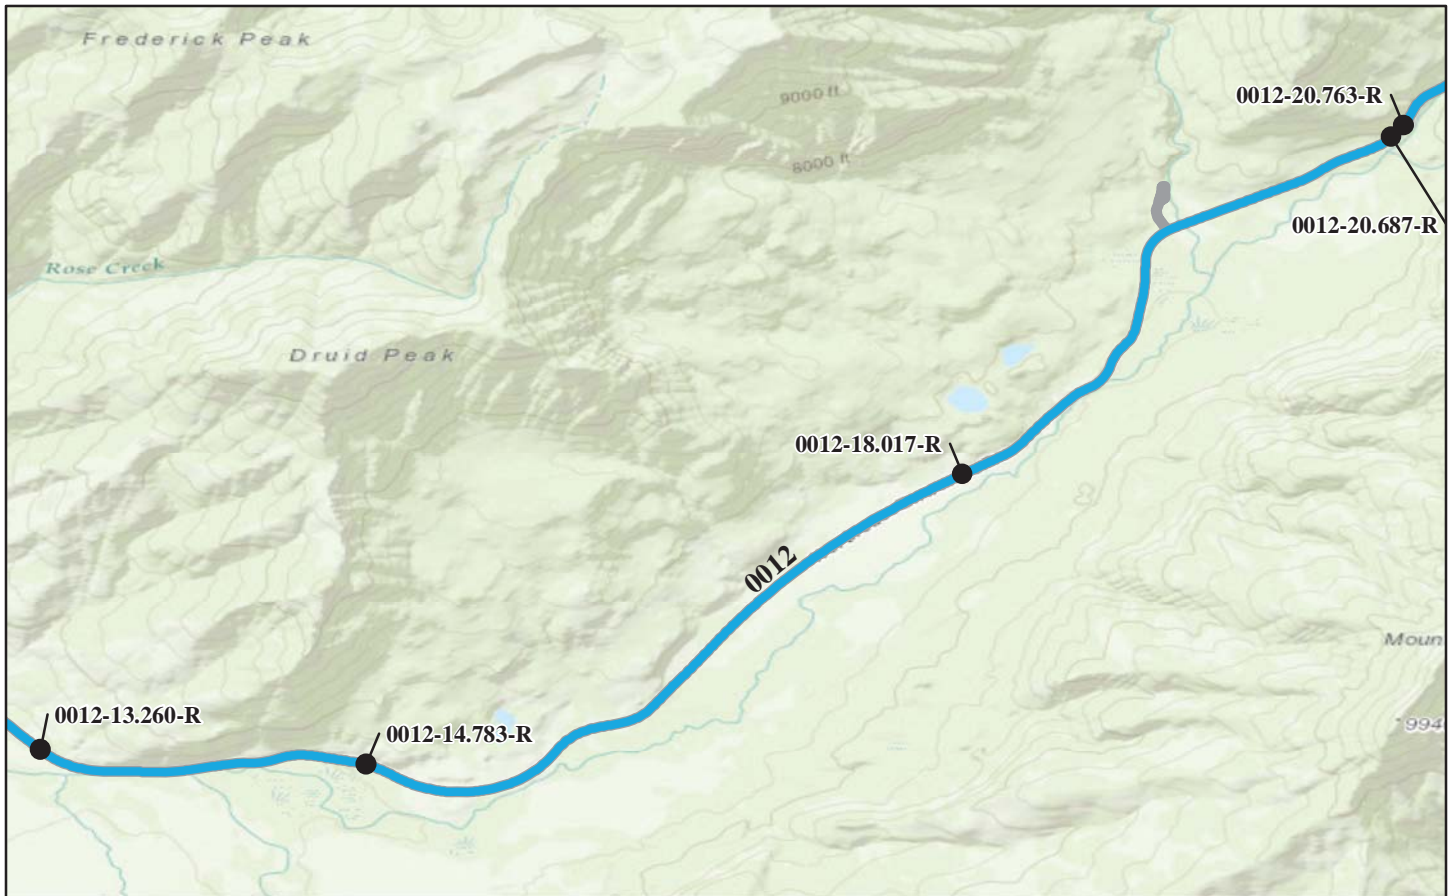 Frederick Peak
9000 ft
0012-20.763-R
8000 ft
0012-20.687-R
Rose Creek
Druid Peak
0012-18.017-R
0012
Moun
994
0012-13.260-R
0012-14.783-R